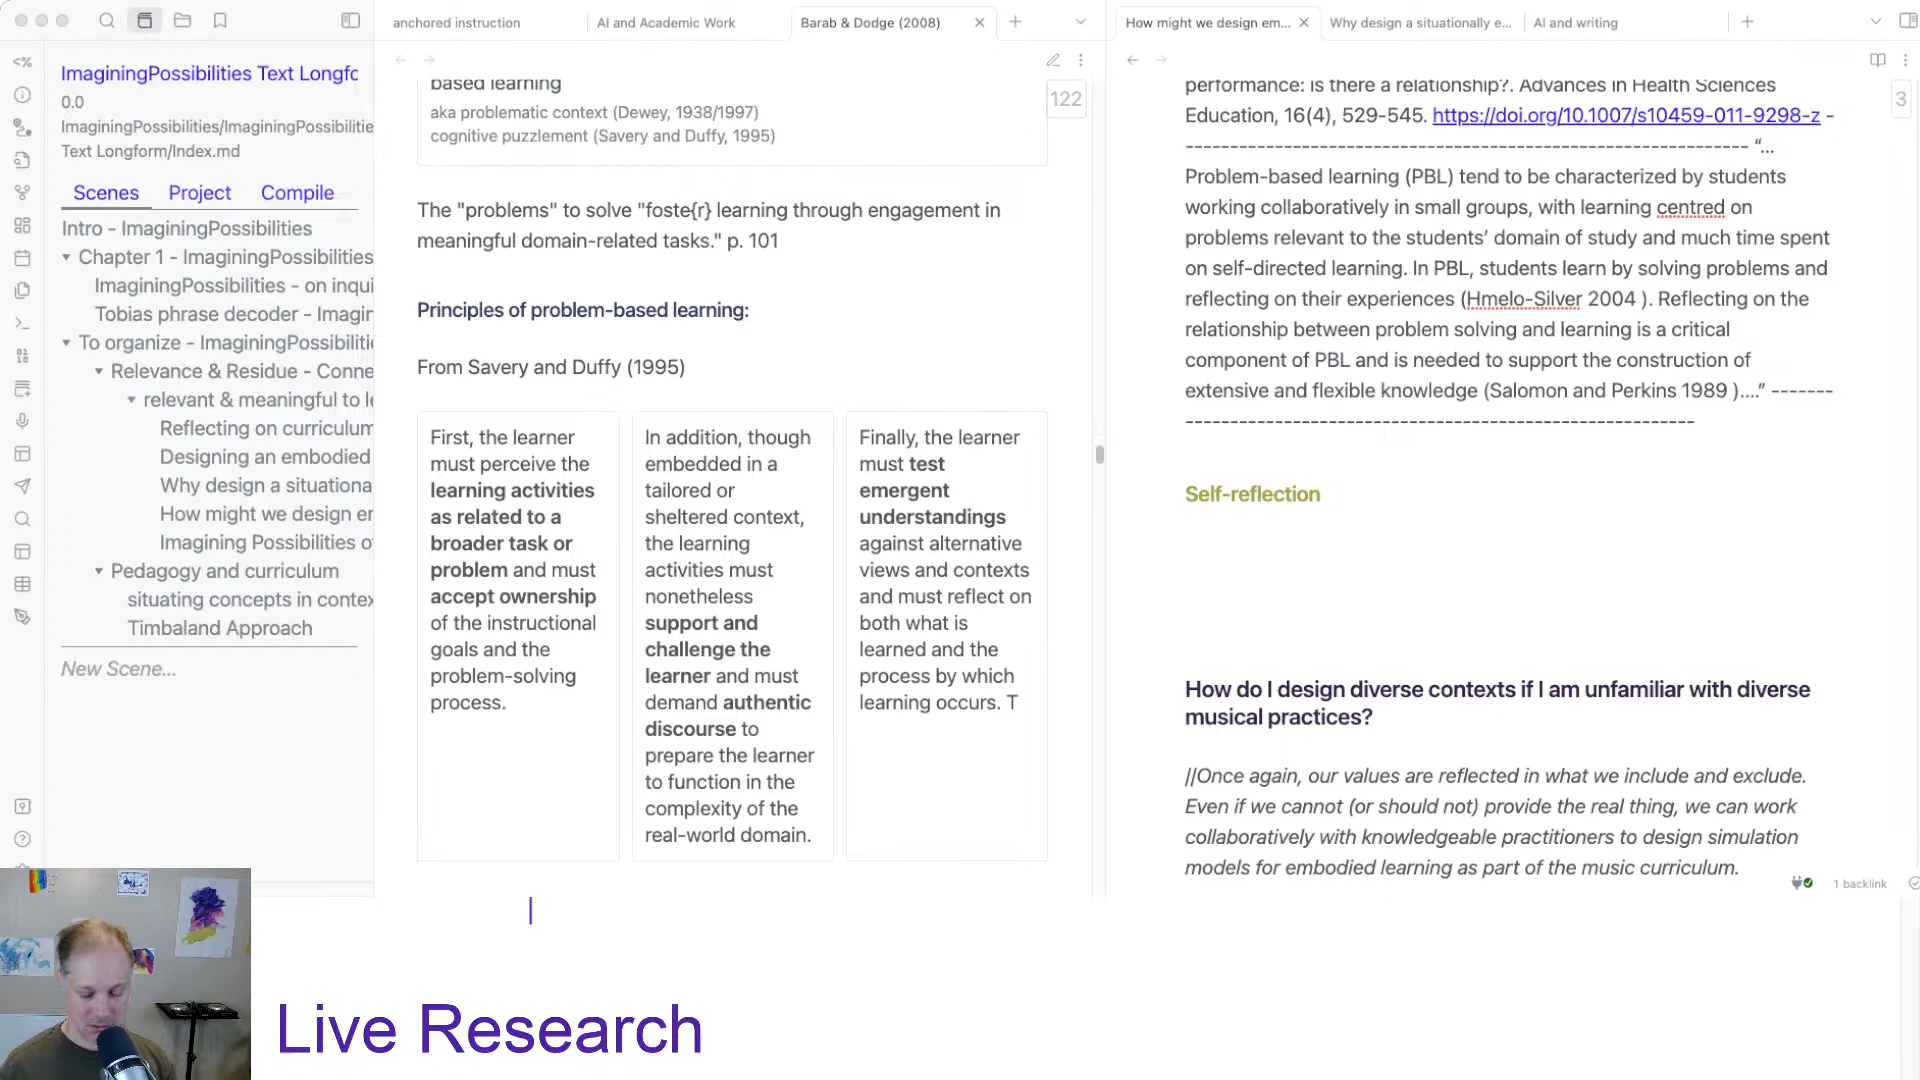 anchored instruction
AI and Academic Work
Barab & Dodge (2008)
How might we design em...
Why design a situationally e...
AI and writing
ImaginingPossibilities Text Longfo
0.0
ImaginingPossibilities/ImaginingPossibilitie
Text Longform/Index.md
Scenes
Project
Compile
Intro - ImaginingPossibilities
Chapter 1 - ImaginingPossibilities
ImaginingPossibilities - on inqui
Tobias phrase decoder - Imagin
To organize - ImaginingPossibiliti
Relevance & Residue - Conne
relevant & meaningful to le
Reflecting on curriculum
Designing an embodied
Why design a situationa
How might we design en
Imagining Possibilities o
Pedagogy and curriculum
situating concepts in contex
Timbaland Approach
New Scene...
based learning
122
aka problematic context (Dewey, 1938/1997)
cognitive puzzlement (Savery and Duffy, 1995)
The "problems" to solve "foste{r} learning through engagement in
meaningful domain-related tasks." p. 101
Principles of problem-based learning:
From Savery and Duffy (1995)
First, the learner
must perceive the
learning activities
as related to a
broader task or
problem and must
accept ownership
of the instructional
goals and the
problem-solving
process.
In addition, though
embedded in a
tailored or
sheltered context,
the learning
activities must
nonetheless
support and
challenge the
learner and must
demand authentic
discourse to
prepare the learner
to function in the
complexity of the
real-world domain.
Finally, the learner
must test
emergent
understandings
against alternative
views and contexts
and must reflect on
both what is
learned and the
process by which
learning occurs. T
performance: is there a relationship?. Advances in Health Sciences
3
Education, 16(4), 529-545. https://doi.org/10.1007/s10459-011-9298-z -
------------------------------------------------------------- “...
Problem-based learning (PBL) tend to be characterized by students
working collaboratively in small groups, with learning centred on
problems relevant to the students’ domain of study and much time spent
on self-directed learning. In PBL, students learn by solving problems and
reflecting on their experiences (Hmelo-Silver 2004 ). Reflecting on the
relationship between problem solving and learning is a critical
component of PBL and is needed to support the construction of
extensive and flexible knowledge (Salomon and Perkins 1989 )....” -------
-------------------------------------------------------
Self-reflection
How do I design diverse contexts if I am unfamiliar with diverse
musical practices?
//Once again, our values are reflected in what we include and exclude.
Even if we cannot (or should not) provide the real thing, we can work
collaboratively with knowledgeable practitioners to design simulation
models for embodied learning as part of the music curriculum.
1 backlink
Live Research